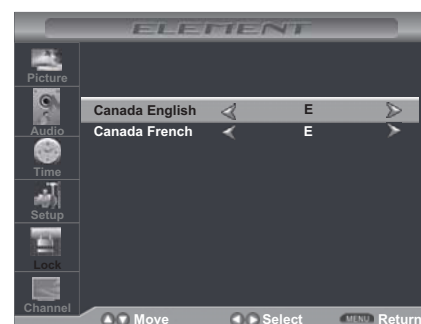 ELEMENT
Picture
Canada English E
Canada French E
Audio
Time
Setup
Lock
Channel
Move Select MENU Return